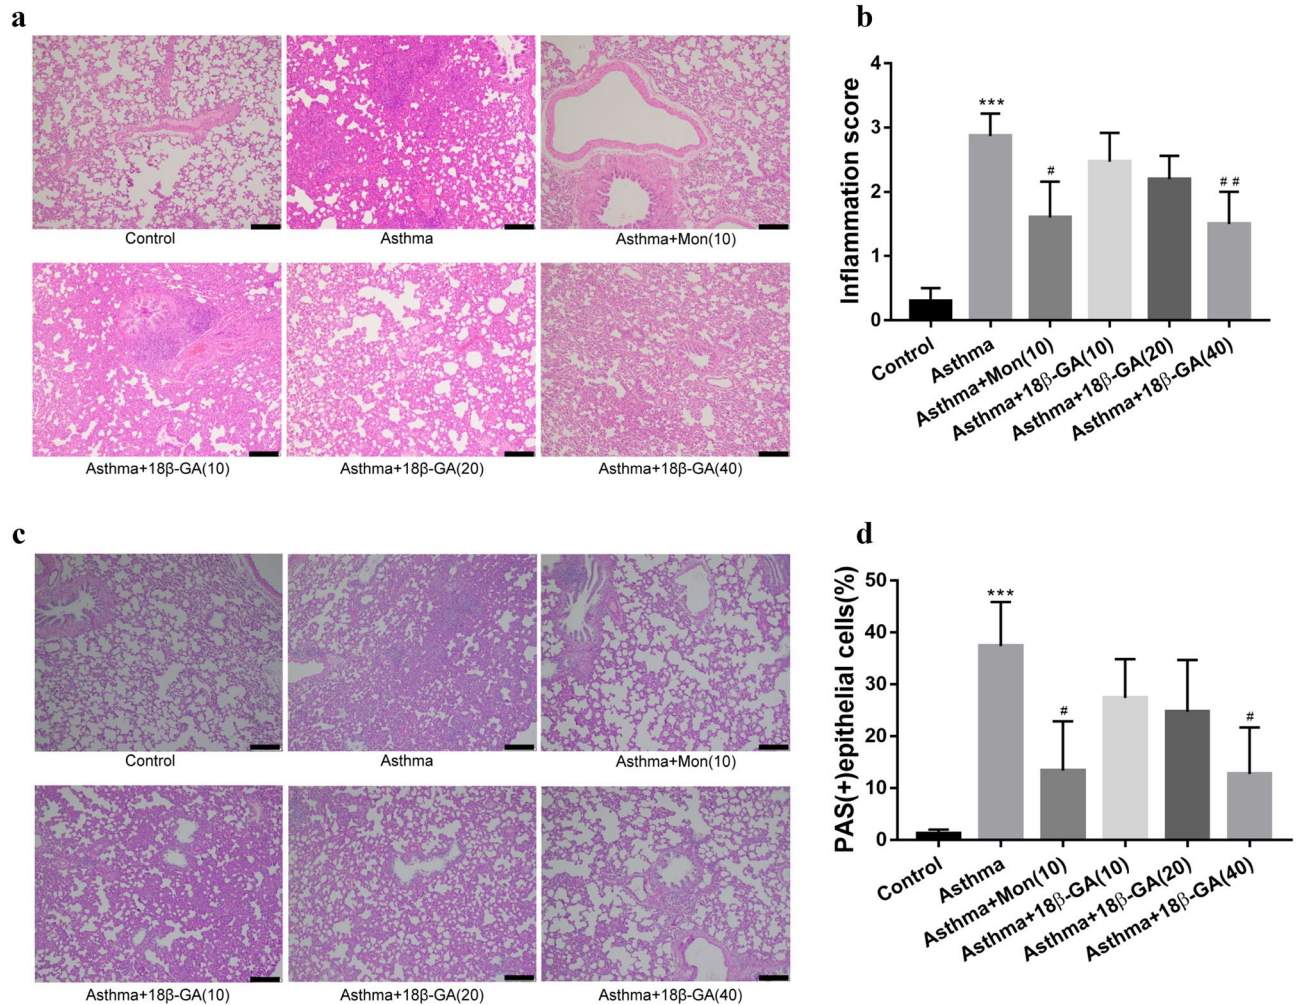 a
Control
Asthma
Asthma+Mon(10)
Asthma+18β-GA(10)
Asthma+18β-GA(20)
Asthma+18β-GA(40)
b
Inflammation score
4
3
2
1
0
***
#
# #
Control
Asthma
Asthma+Mon(10)
Asthma+18β-GA(10)
Asthma+18β-GA(20)
Asthma+18β-GA(40)
c
Control
Asthma
Asthma+Mon(10)
Asthma+18β-GA(10)
Asthma+18β-GA(20)
Asthma+18β-GA(40)
d
PAS(+)epithelial cells(%)
50
40
30
20
10
0
***
#
#
Control
Asthma
Asthma+Mon(10)
Asthma+18β-GA(10)
Asthma+18β-GA(20)
Asthma+18β-GA(40)